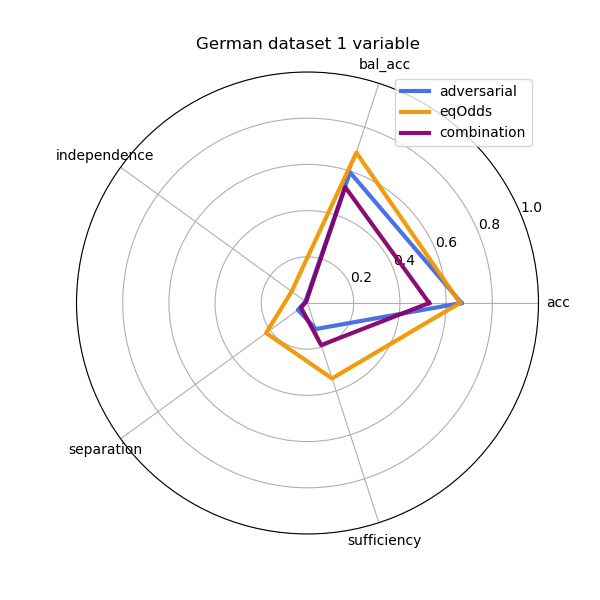 German dataset 1 variable
bal_acc
adversarial
eqOdds
combination
independence
1.0
0.8
0.6
0.4
0.2
acc
separation
sufficiency